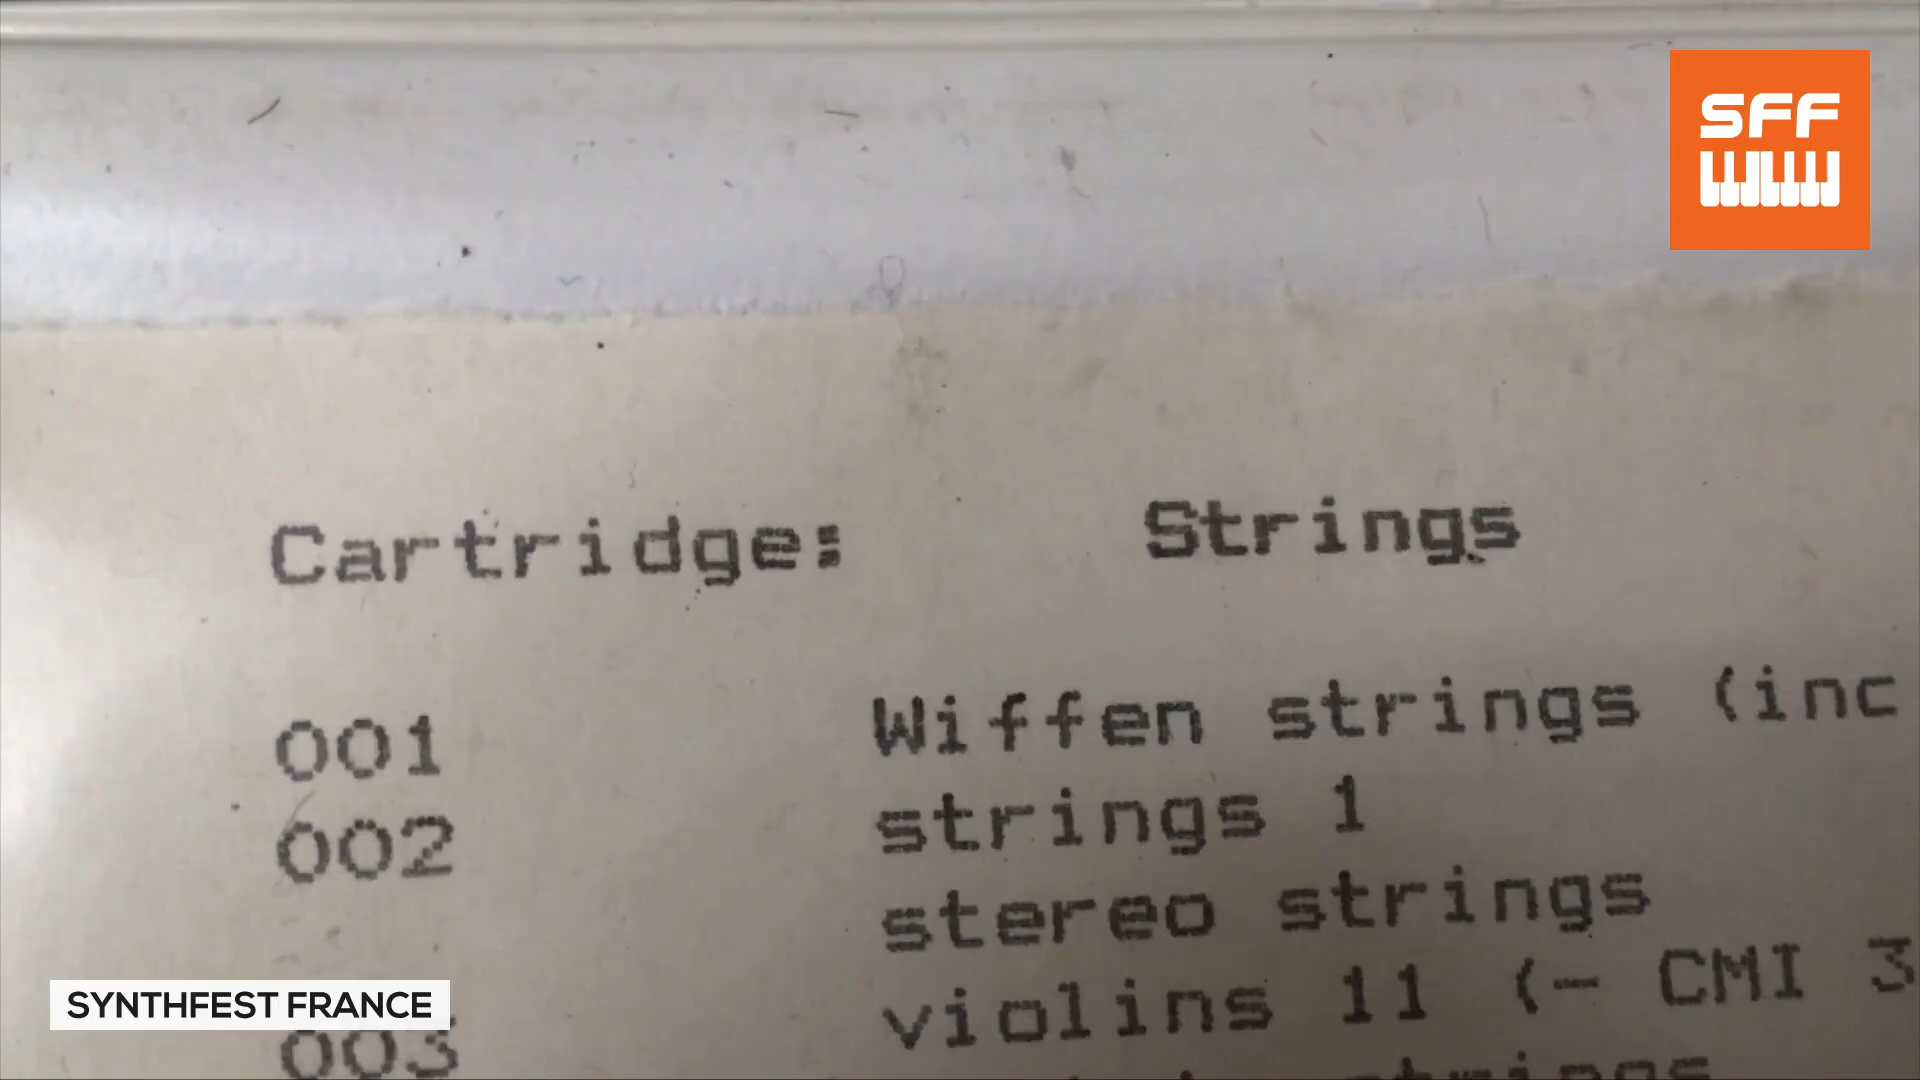 SFF
Cartridge: Strings
001 Wiffen strings (inc
002 strings 1
stereo strings
violins 11 (- CMI 3
003 strings
SYNTHFEST FRANCE